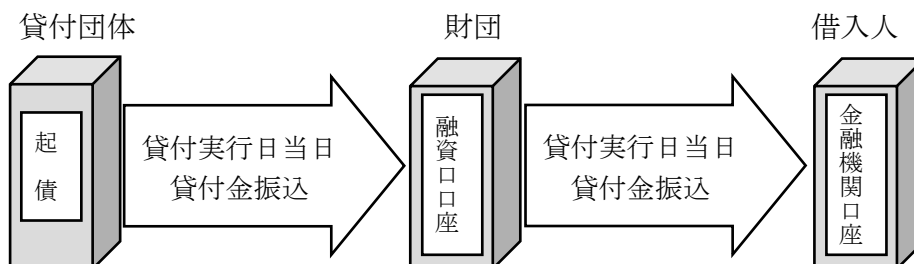 貸付団体
財団
借入人
起債
貸付実行日当日
貸付金振込
融資口口座
貸付実行日当日
貸付金振込
金融機関口座